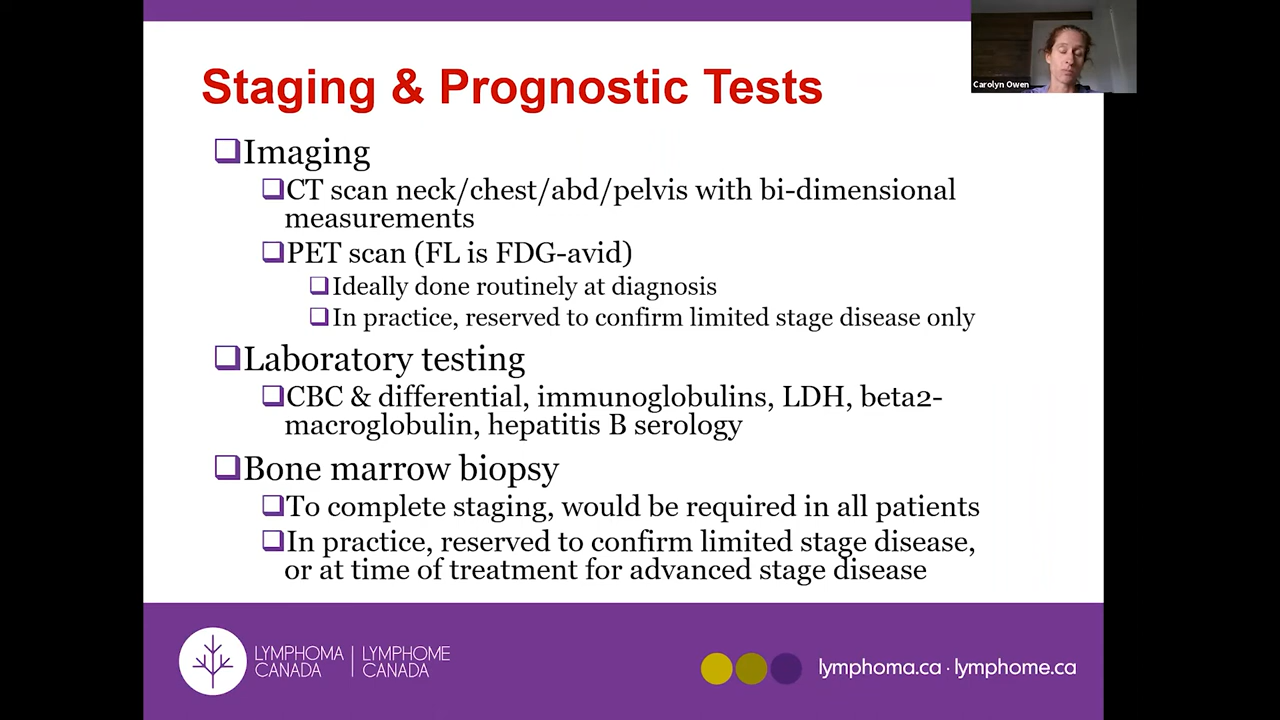 Staging & Prognostic Tests
Carolyn Owen
Imaging
CT scan neck/chest/abd/pelvis with bi-dimensional
measurements
PET scan (FL is FDG-avid)
Ideally done routinely at diagnosis
In practice, reserved to confirm limited stage disease only
Laboratory testing
CBC & differential, immunoglobulins, LDH, beta2-
macroglobulin, hepatitis B serology
Bone marrow biopsy
To complete staging, would be required in all patients
In practice, reserved to confirm limited stage disease,
or at time of treatment for advanced stage disease
LYMPHOMA | LYMPHOME
CANADA | CANADA
lymphoma.ca · lymphome.ca